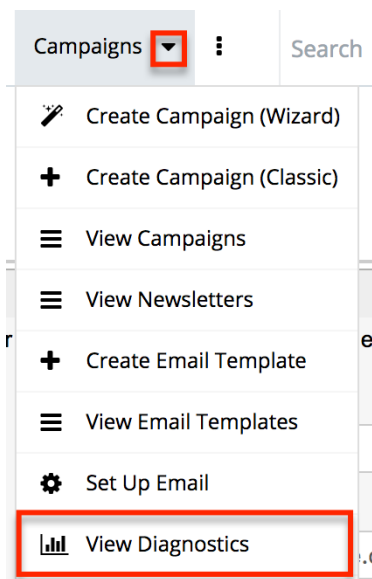 Campaigns
Search
Create Campaign (Wizard)
Create Campaign (Classic)
View Campaigns
View Newsletters
r
e
Create Email Template
View Email Templates
Set Up Email
View Diagnostics